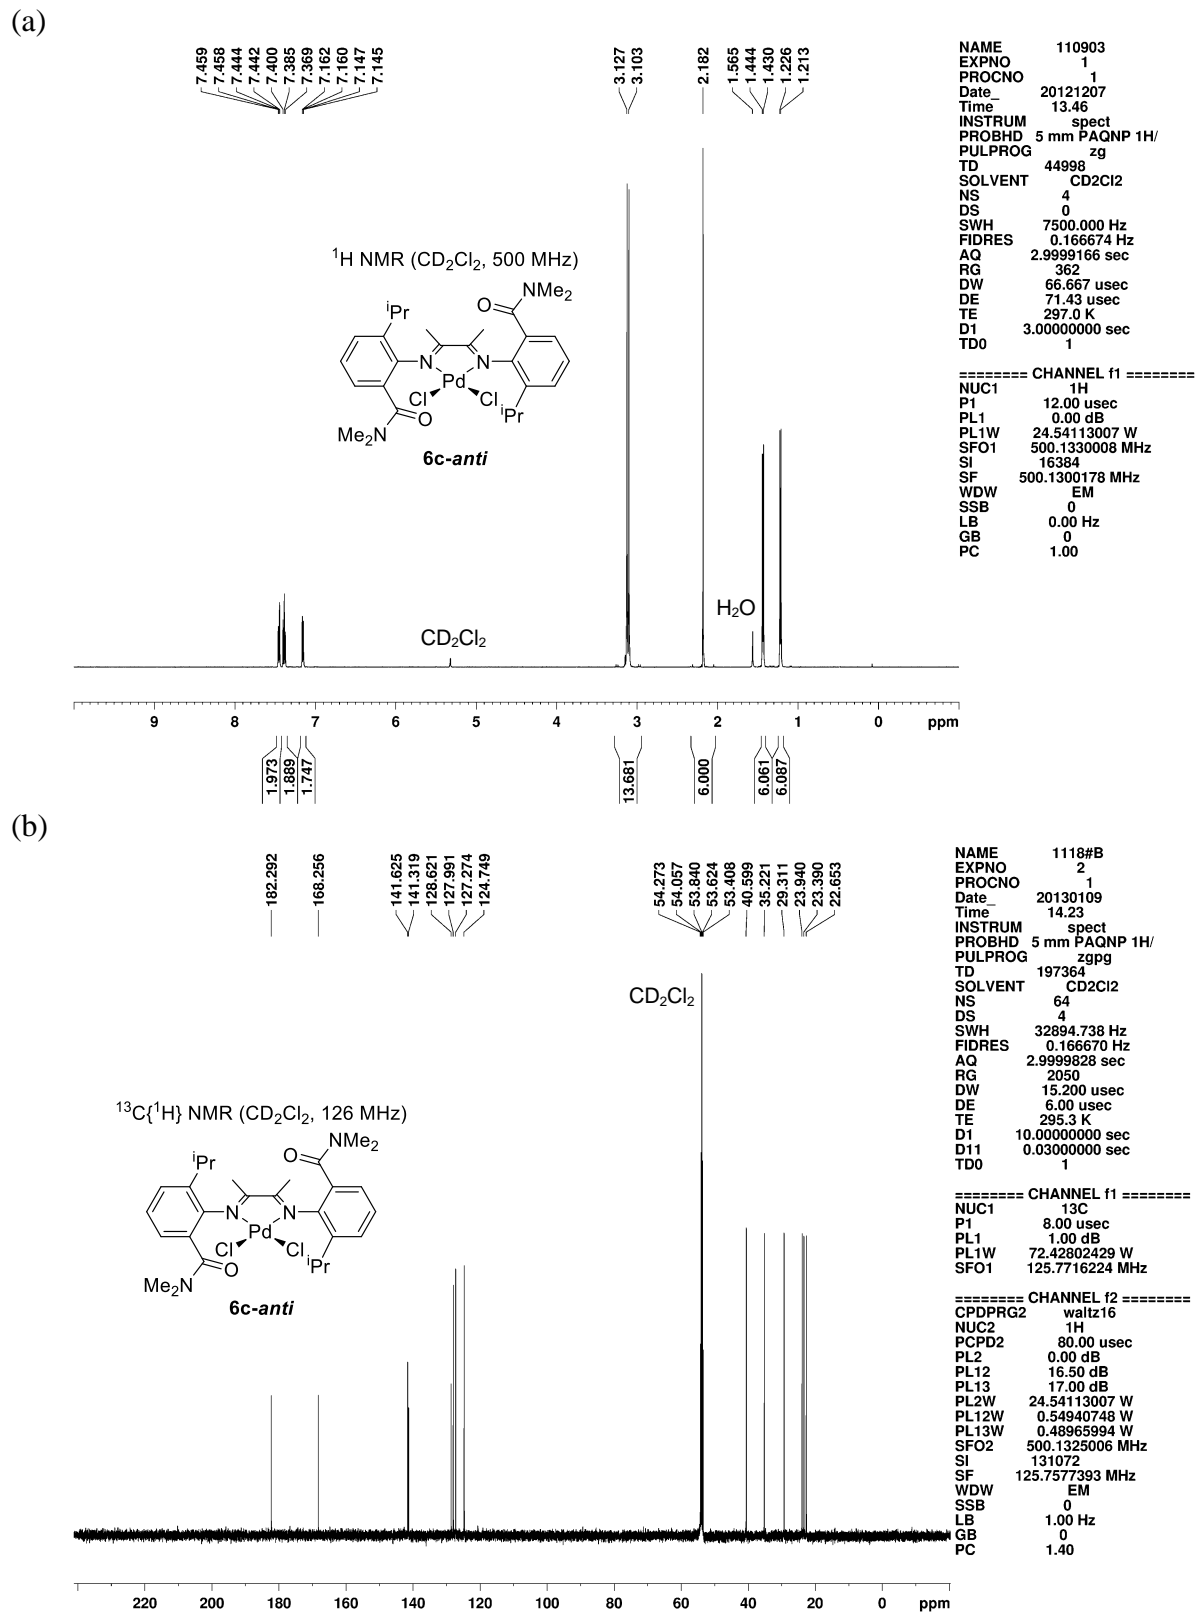 (a)
7.459
7.458
7.444
7.442
7.400
7.385
7.369
7.162
7.160
7.147
7.145
3.127
3.103
2.182
1.565
1.444
1.430
1.226
1.213
NAME 110903
EXPNO 1
PROCNO 1
Date_ 20121207
Time 13.46
INSTRUM spect
PROBHD 5 mm PAQNP 1H/
PULPROG zg
TD 44998
SOLVENT CD2Cl2
NS 4
DS 0
SWH 7500.000 Hz
FIDRES 0.166674 Hz
AQ 2.9999166 sec
RG 362
DW 66.667 usec
DE 71.43 usec
TE 297.0 K
D1 3.00000000 sec
TD0 1
======== CHANNEL f1 ========
NUC1 1H
P1 12.00 usec
PL1 0.00 dB
PL1W 24.54113007 W
SFO1 500.1330008 MHz
SI 16384
SF 500.1300178 MHz
WDW EM
SSB 0
LB 0.00 Hz
GB 0
PC 1.00
¹H NMR (CD₂Cl₂, 500 MHz)
NMe₂
O
ⁱPr
N
N
Pd
Cl
Cl
ⁱPr
O
Me₂N
6c-anti
CD₂Cl₂
H₂O
9 8 7 6 5 4 3 2 1 0 ppm
1.973
1.889
1.747
13.681
6.000
6.061
6.087
(b)
182.292
168.256
141.625
141.319
128.621
127.991
127.274
124.749
54.273
54.057
53.840
53.624
53.408
40.599
35.221
29.311
23.940
23.390
22.653
NAME 1118#B
EXPNO 2
PROCNO 1
Date_ 20130109
Time 14.23
INSTRUM spect
PROBHD 5 mm PAQNP 1H/
PULPROG zgpg
TD 197364
SOLVENT CD2Cl2
NS 64
DS 4
SWH 32894.738 Hz
FIDRES 0.166670 Hz
AQ 2.9999828 sec
RG 2050
DW 15.200 usec
DE 6.00 usec
TE 295.3 K
D1 10.00000000 sec
D11 0.03000000 sec
TD0 1
======== CHANNEL f1 ========
NUC1 13C
P1 8.00 usec
PL1 1.00 dB
PL1W 72.42802429 W
SFO1 125.7716224 MHz
======== CHANNEL f2 ========
CPDPRG2 waltz16
NUC2 1H
PCPD2 80.00 usec
PL2 0.00 dB
PL12 16.50 dB
PL13 17.00 dB
PL2W 24.54113007 W
PL12W 0.54940748 W
PL13W 0.48965994 W
SFO2 500.1325006 MHz
SI 131072
SF 125.7577393 MHz
WDW EM
SSB 0
LB 1.00 Hz
GB 0
PC 1.40
CD₂Cl₂
¹³C{¹H} NMR (CD₂Cl₂, 126 MHz)
NMe₂
O
ⁱPr
N
N
Pd
Cl
Cl
ⁱPr
O
Me₂N
6c-anti
220 200 180 160 140 120 100 80 60 40 20 0 ppm